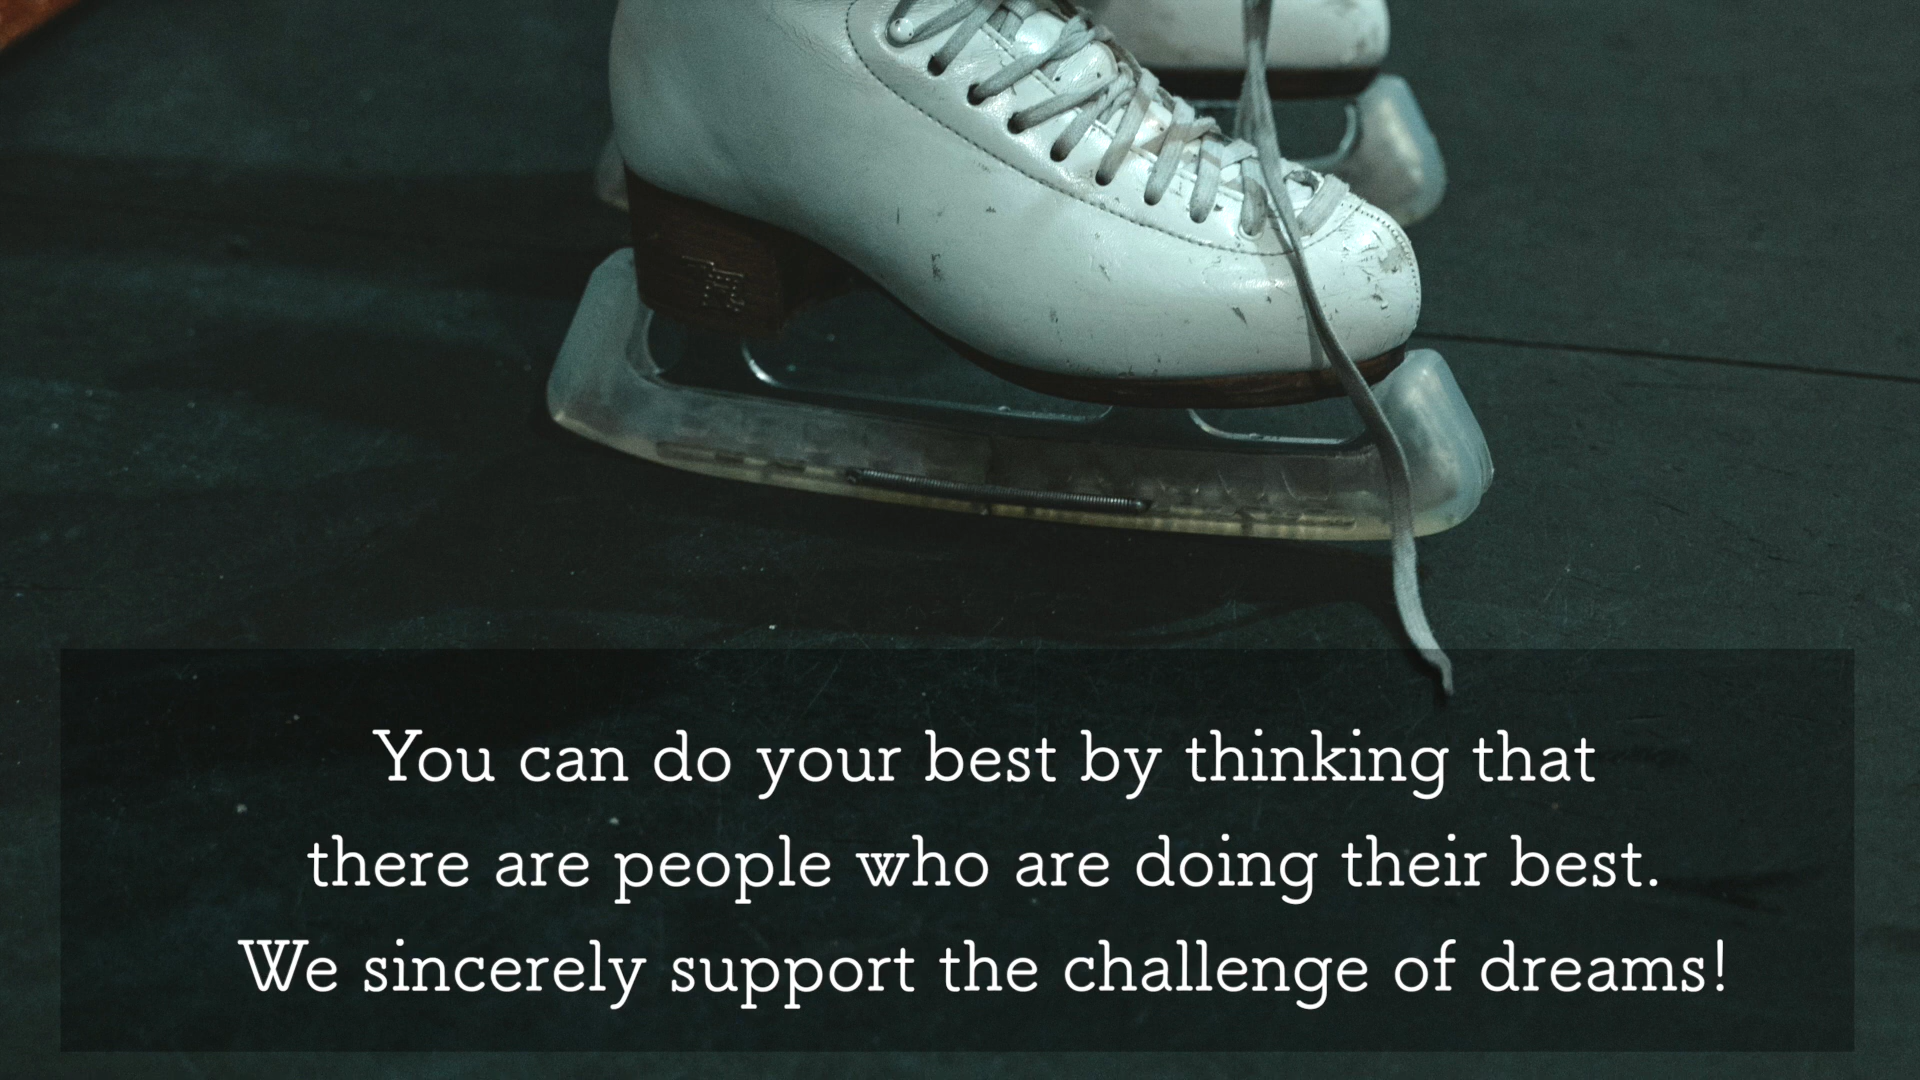 You can do your best by thinking that
there are people who are doing their best.
We sincerely support the challenge of dreams!